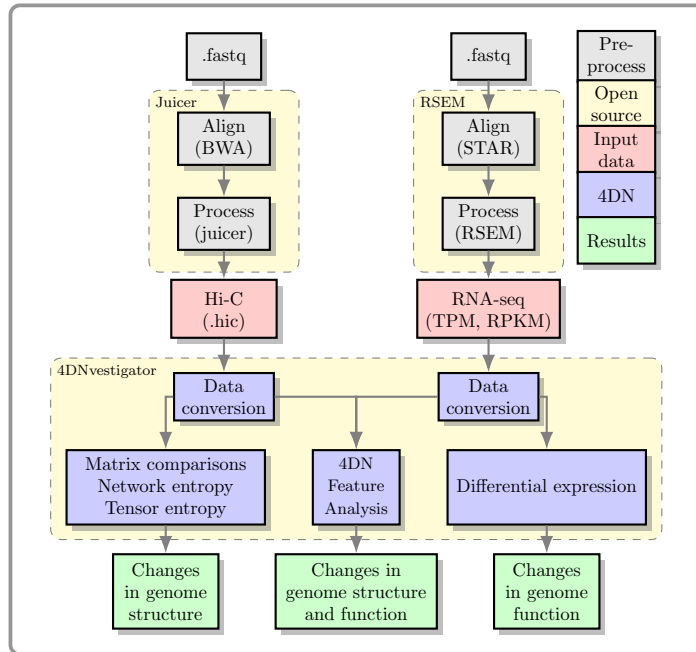 .fastq
.fastq
Pre-
process
Open
source
Input
data
4DN
Results
Juicer
Align
(BWA)
Process
(juicer)
RSEM
Align
(STAR)
Process
(RSEM)
Hi-C
(.hic)
RNA-seq
(TPM, RPKM)
4DNvestigator
Data
conversion
Data
conversion
Matrix comparisons
Network entropy
Tensor entropy
4DN
Feature
Analysis
Differential expression
Changes
in genome
structure
Changes in
genome structure
and function
Changes
in genome
function